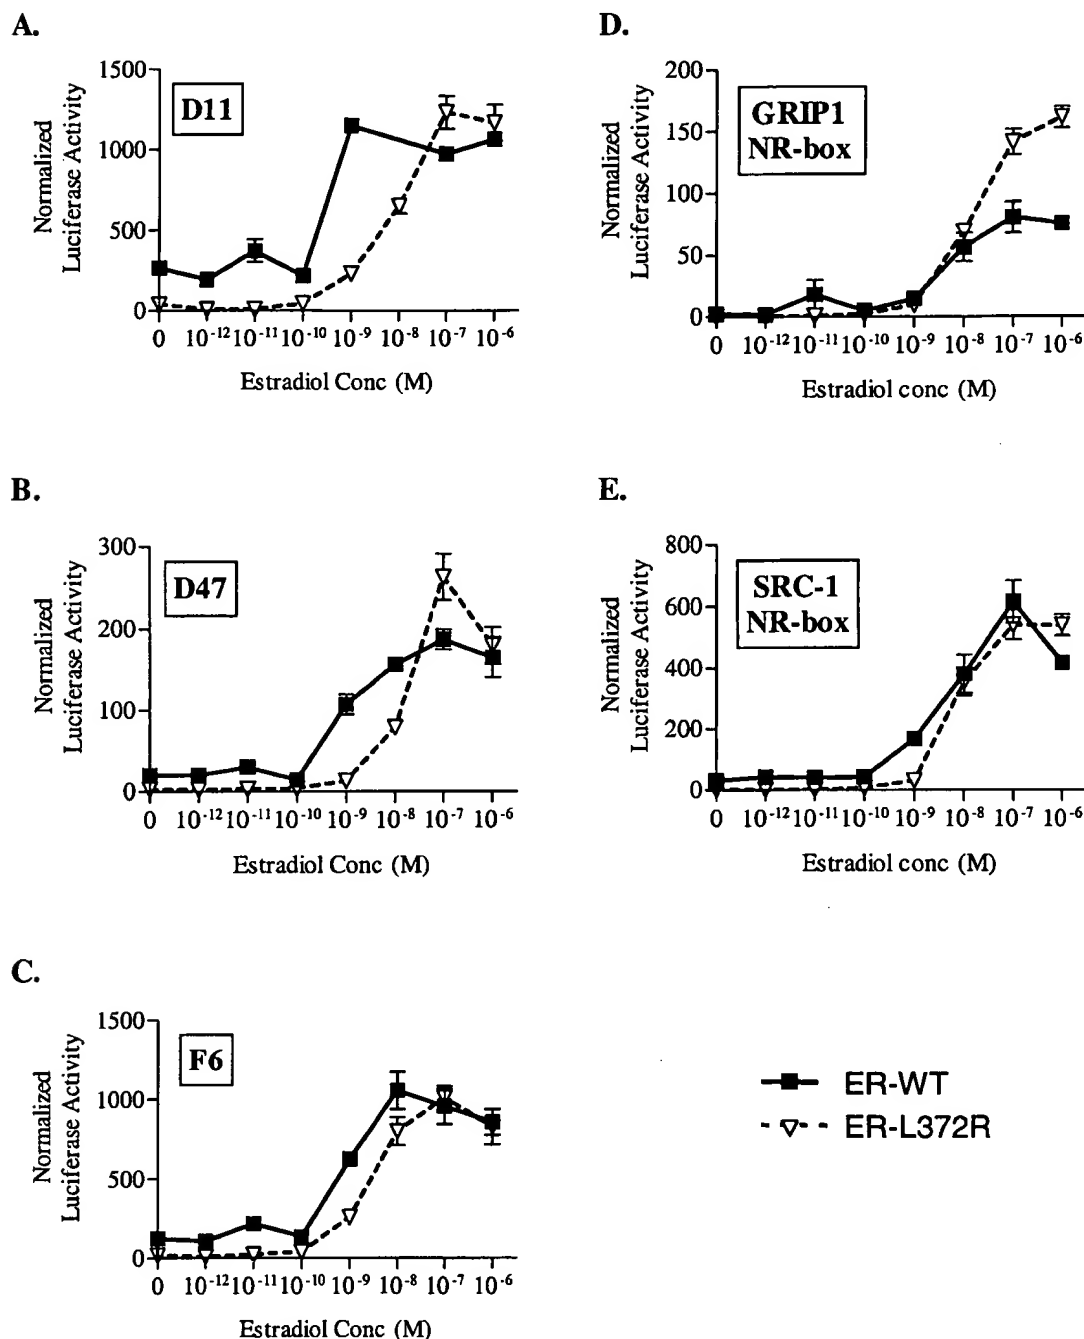 A.
D11
Normalized
Luciferase Activity
1500
1000
500
0
0 10-12 10-11 10-10 10-9 10-8 10-7 10-6
Estradiol Conc (M)
B.
D47
Normalized
Luciferase Activity
300
200
100
0
0 10-12 10-11 10-10 10-9 10-8 10-7 10-6
Estradiol Conc (M)
C.
F6
Normalized
Luciferase Activity
1500
1000
500
0
0 10-12 10-11 10-10 10-9 10-8 10-7 10-6
Estradiol Conc (M)
D.
GRIP1
NR-box
Normalized
Luciferase Activity
200
150
100
50
0
0 10-12 10-11 10-10 10-9 10-8 10-7 10-6
Estradiol conc (M)
E.
SRC-1
NR-box
Normalized
Luciferase Activity
800
600
400
200
0
0 10-12 10-11 10-10 10-9 10-8 10-7 10-6
Estradiol conc (M)
ER-WT
ER-L372R